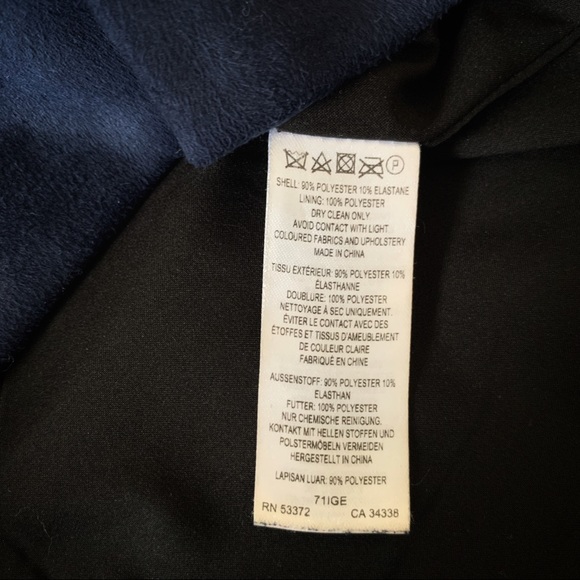 P
SHELL: 90% POLYESTER 10% ELASTANE
LINING: 100% POLYESTER
DRY CLEAN ONLY
AVOID CONTACT WITH LIGHT
COLOURED FABRICS AND UPHOLSTERY
MADE IN CHINA
TISSU EXTÉRIEUR: 90% POLYESTER 10%
ÉLASTHANNE
DOUBLURE: 100% POLYESTER
NETTOYAGE À SEC UNIQUEMENT.
ÉVITER LE CONTACT AVEC DES
ÉTOFFES ET TISSUS D'AMEUBLEMENT
DE COULEUR CLAIRE
FABRIQUÉ EN CHINE
AUSSENSTOFF: 90% POLYESTER 10%
ELASTHAN
FUTTER: 100% POLYESTER
NUR CHEMISCHE REINIGUNG.
KONTAKT MIT HELLEN STOFFEN UND
POLSTERMÖBELN VERMEIDEN
HERGESTELLT IN CHINA
LAPISAN LUAR: 90% POLYESTER
71IGE
RN 53372 CA 34338